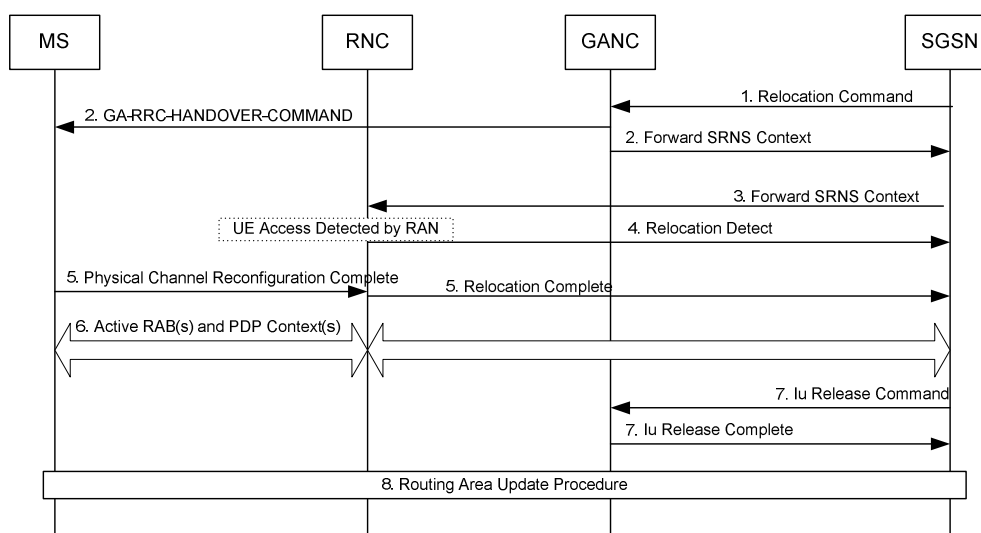 MS
RNC
GANC
SGSN
1. Relocation Command
2. GA-RRC-HANDOVER-COMMAND
2. Forward SRNS Context
3. Forward SRNS Context
UE Access Detected by RAN
4. Relocation Detect
5. Physical Channel Reconfiguration Complete
5. Relocation Complete
6. Active RAB(s) and PDP Context(s)
7. Iu Release Command
7. Iu Release Complete
8. Routing Area Update Procedure